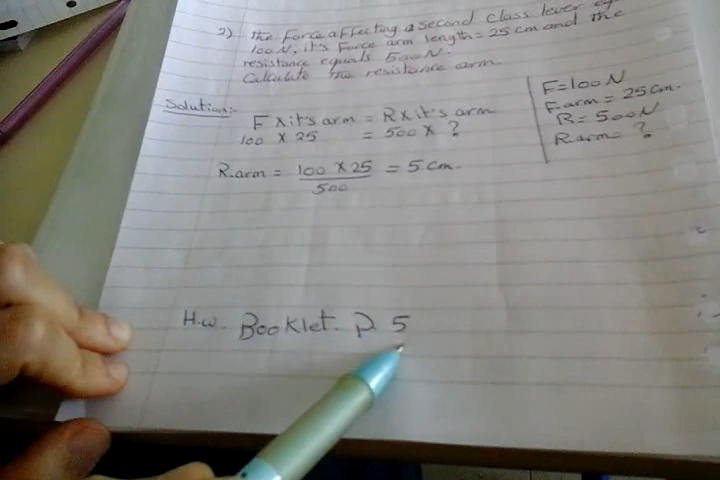 2) the Force affecting a second class lever eq
100 N, it's Force arm length = 25 cm and the
resistance equals 500 N.
Calculate the resistance arm.
Solution:-
F X it's arm = R X it's arm
100 X 25 = 500 X ?
R.arm = 100 X 25 = 5 cm.
500
F = 100 N
F.arm = 25 cm.
R = 500 N
R.arm = ?
H.w. Booklet. P. 5